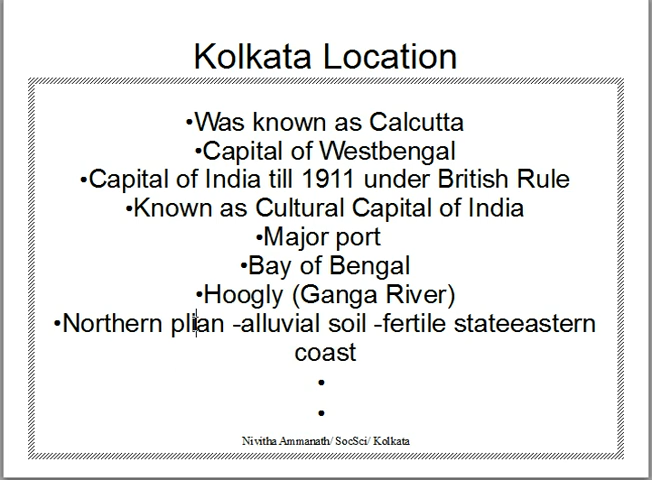 Kolkata Location
•Was known as Calcutta
•Capital of Westbengal
•Capital of India till 1911 under British Rule
•Known as Cultural Capital of India
•Major port
•Bay of Bengal
•Hoogly (Ganga River)
•Northern plian -alluvial soil -fertile stateeastern
coast
•
•
Nivitha Ammanath/ SocSci/ Kolkata